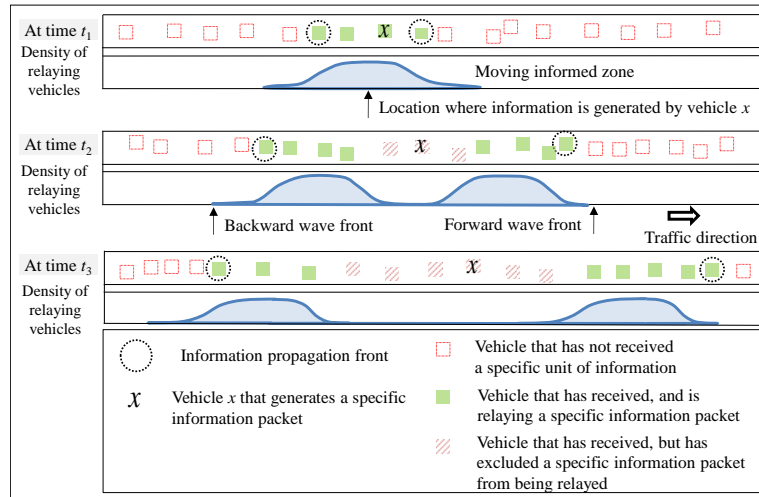 At time t1
x
Density of
relaying
vehicles
Moving informed zone
Location where information is generated by vehicle x
At time t2
x
Density of
relaying
vehicles
Backward wave front
Forward wave front
Traffic direction
At time t3
x
Density of
relaying
vehicles
Information propagation front
x
Vehicle x that generates a specific
information packet
Vehicle that has not received
a specific unit of information
Vehicle that has received, and is
relaying a specific information packet
Vehicle that has received, but has
excluded a specific information packet
from being relayed